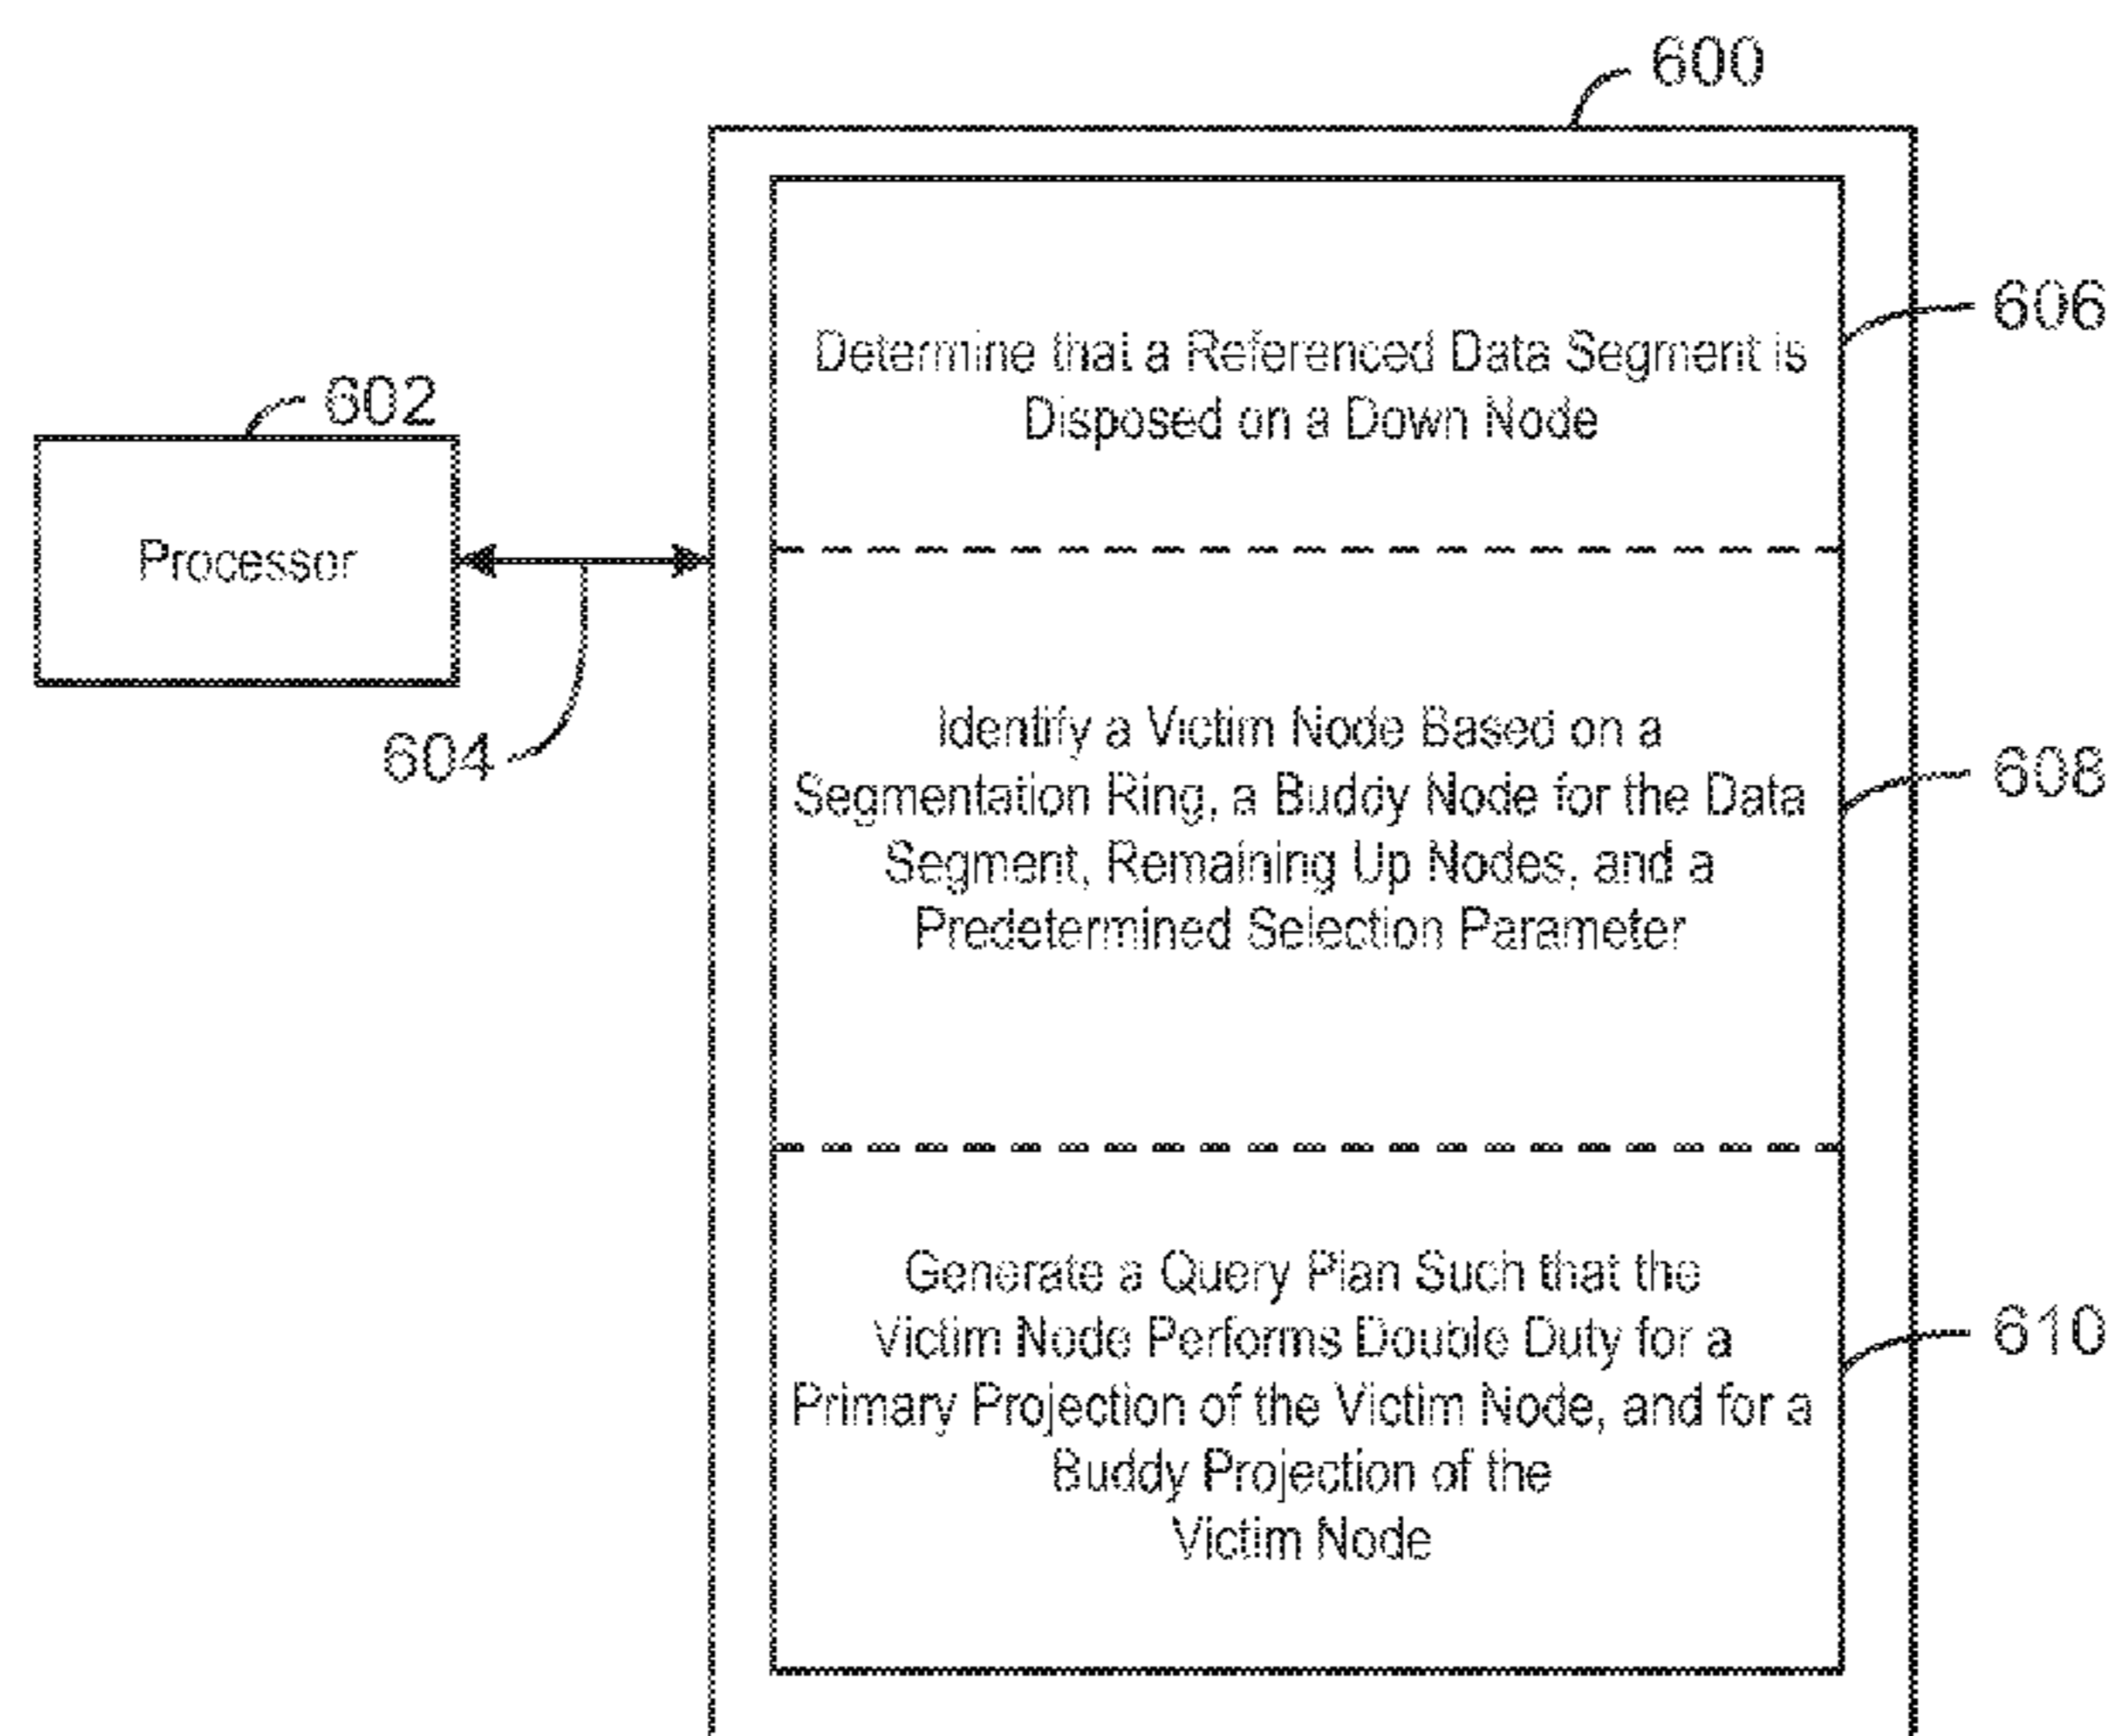 600
606
Determine that a Referenced Data Segment is
Disposed on a Down Node
602
Processor
604
Identify a Victim Node Based on a
Segmentation Ring, a Buddy Node for the Data
Segment, Remaining Up Nodes, and a
Predetermined Selection Parameter
608
Generate a Query Plan Such that the
Victim Node Performs Double Duty for a
Primary Projection of the Victim Node, and for a
Buddy Projection of the
Victim Node
610